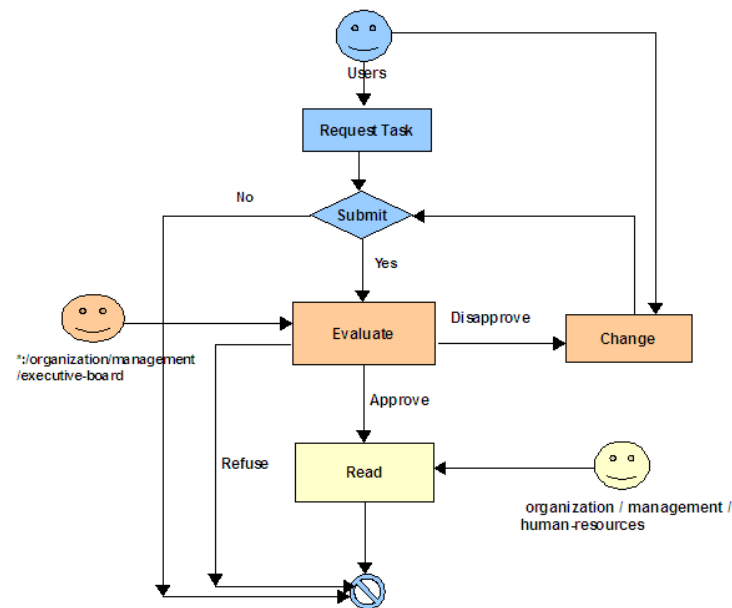 Users
Request Task
No
Submit
Yes
Evaluate
Disapprove
Change
*:/organization/management
/executive-board
Approve
Refuse
Read
organization / management /
human-resources